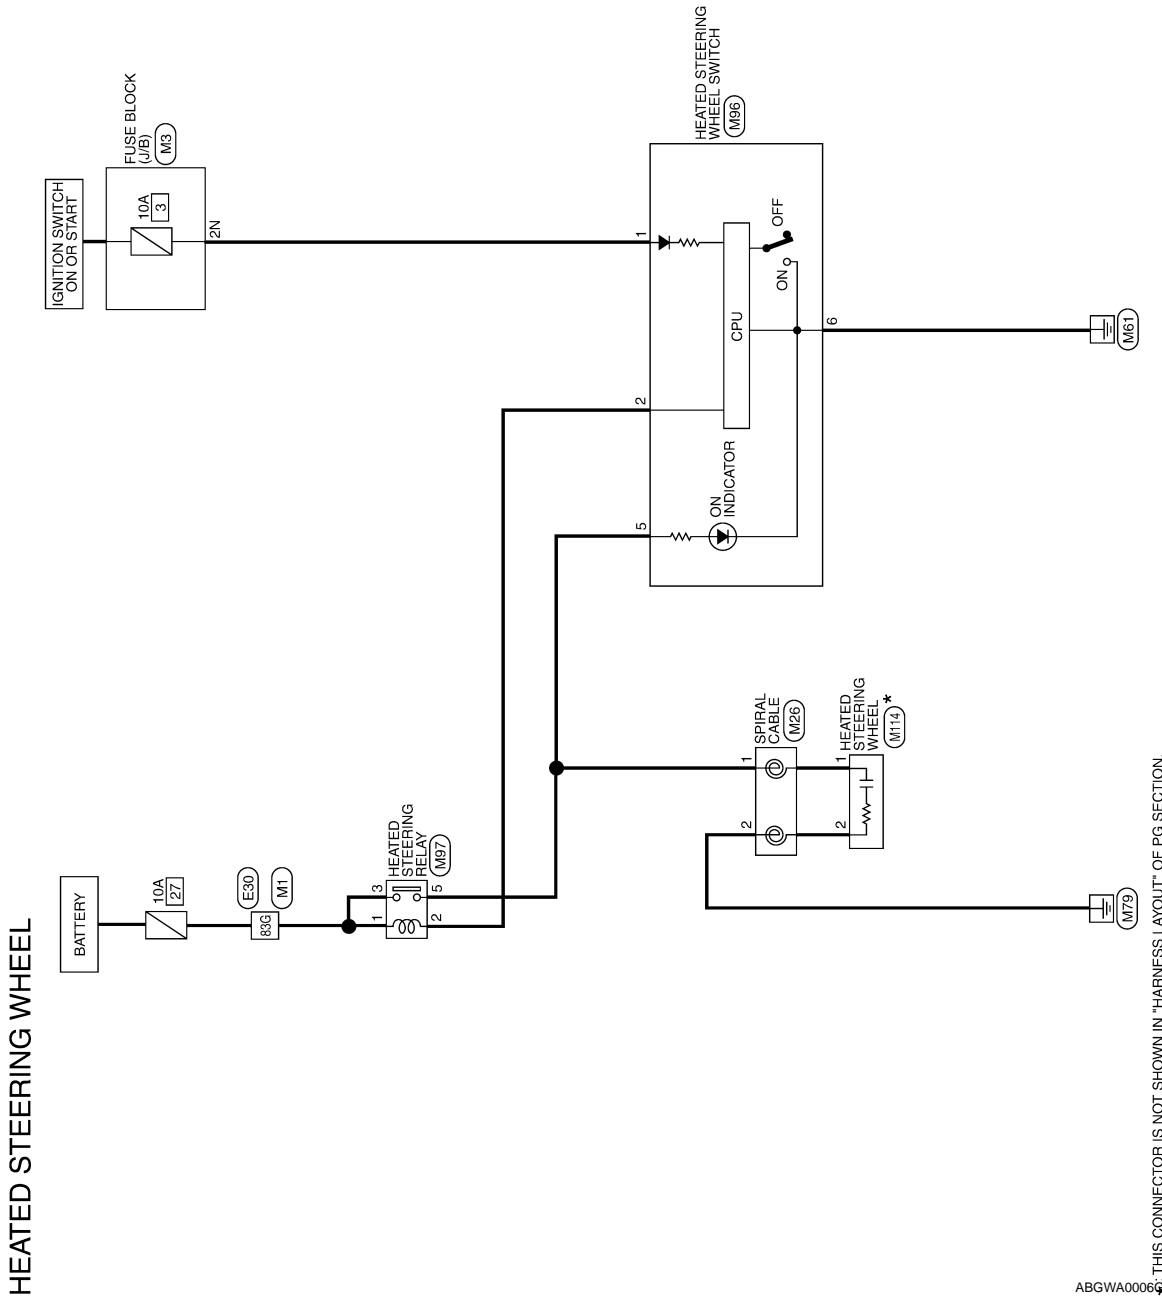 HEATED STEERING WHEEL
BATTERY
10A
27
E30
M1
83G
HEATED
STEERING
RELAY
M97
1
3
2
5
IGNITION SWITCH
ON OR START
FUSE BLOCK
(J/B)
M3
10A
3
2N
HEATED STEERING
WHEEL SWITCH
M96
5
2
1
ON
INDICATOR
CPU
ON
OFF
6
M61
SPIRAL
CABLE
M26
2
1
HEATED
STEERING
WHEEL
M114
*
2
1
M79
*: THIS CONNECTOR IS NOT SHOWN IN "HARNESS LAYOUT" OF PG SECTION.